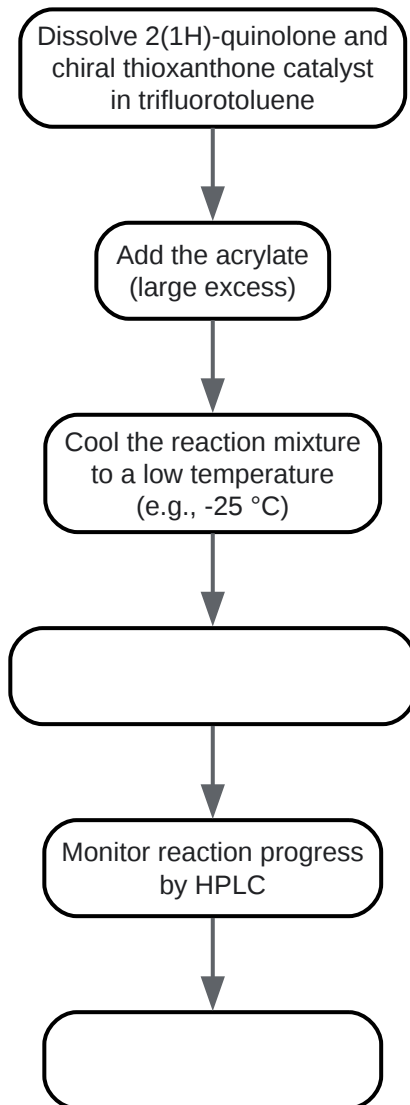 Dissolve 2(1H)-quinolone and
chiral thioxanthone catalyst
in trifluorotoluene
Add the acrylate
(large excess)
Cool the reaction mixture
to a low temperature
(e.g., -25 °C)
Monitor reaction progress
by HPLC